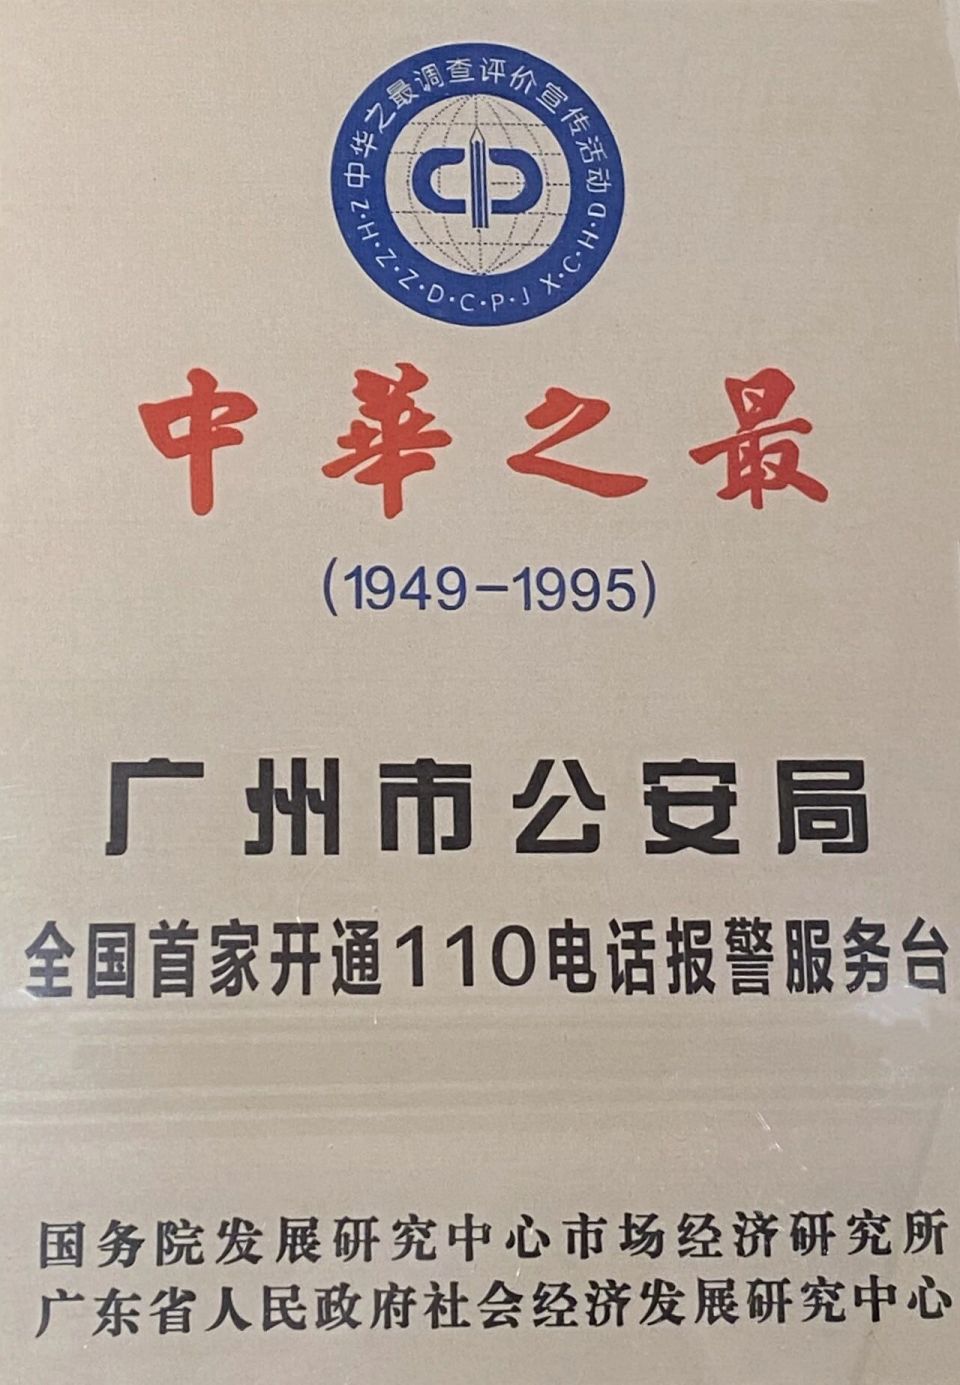 中华之最调查评价宣传活动
Z·H·Z·Z·D·C·P·J X·C·H·D
中華之最
(1949-1995)
广州市公安局
全国首家开通110电话报警服务台
国务院发展研究中心市场经济研究所
广东省人民政府社会经济发展研究中心